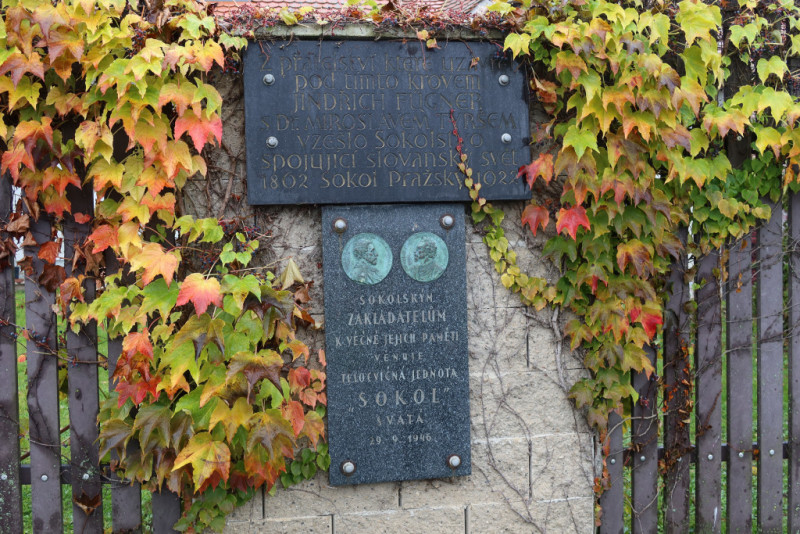 pod tímto krovem
JINDŘICH FÜGNER
S DR MIROSLAVEM TYRŠEM
vzešlo Sokolstvo
spojující slovanský svět
1862 Sokol Pražský
SOKOLSKÝM
ZAKLADATELŮM
K VĚČNÉ JEJICH PAMĚTI
VĚNUJE
TĚLOCVIČNÁ JEDNOTA
"SOKOL"
SVATÁ
29. 9. 1946.